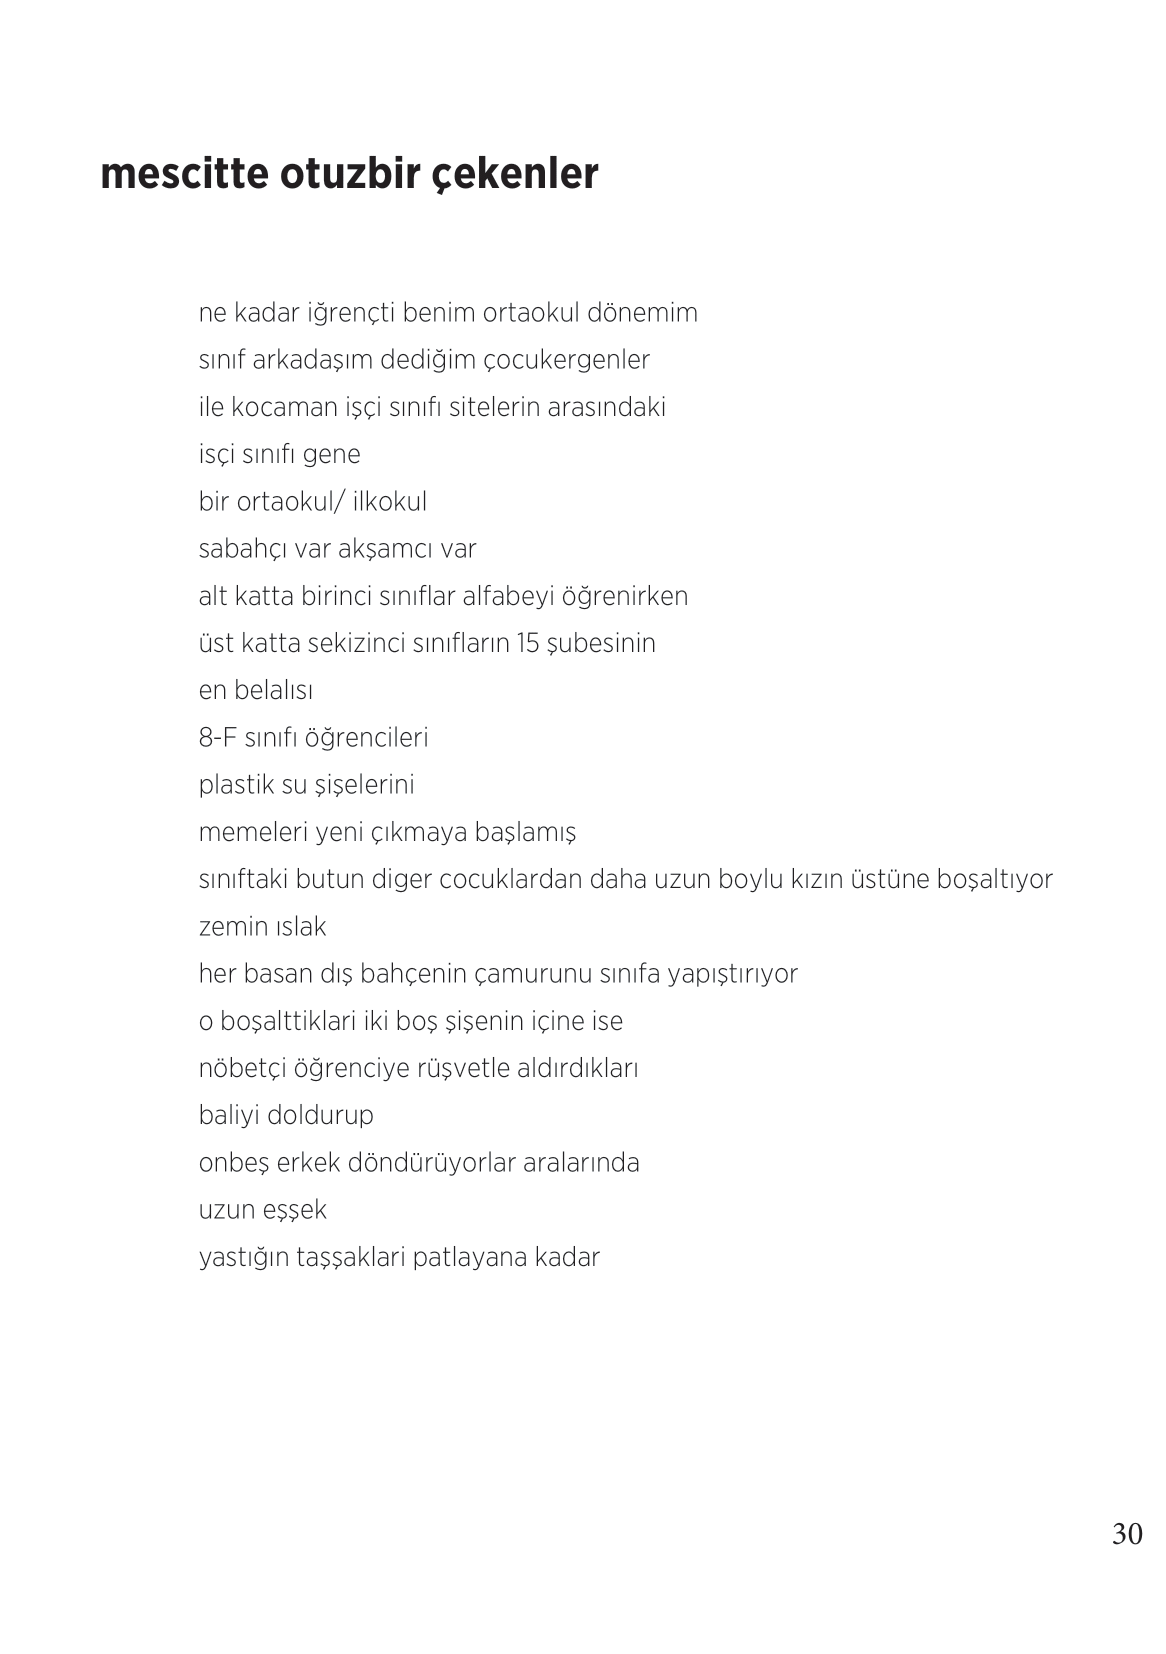 mescitte otuzbir çekenler
ne kadar iğrençti benim ortaokul dönemim
sınıf arkadaşım dediğim çocukergenler
ile kocaman işçi sınıfı sitelerin arasındaki
isçi sınıfı gene
bir ortaokul/ ilkokul
sabahçı var akşamcı var
alt katta birinci sınıflar alfabeyi öğrenirken
üst katta sekizinci sınıfların 15 şubesinin
en belalısı
8-F sınıfı öğrencileri
plastik su şişelerini
memeleri yeni çıkmaya başlamış
sınıftaki butun diger cocuklardan daha uzun boylu kızın üstüne boşaltıyor
zemin ıslak
her basan dış bahçenin çamurunu sınıfa yapıştırıyor
o boşalttiklari iki boş şişenin içine ise
nöbetçi öğrenciye rüşvetle aldırdıkları
baliyi doldurup
onbeş erkek döndürüyorlar aralarında
uzun eşşek
yastığın taşşaklari patlayana kadar
30